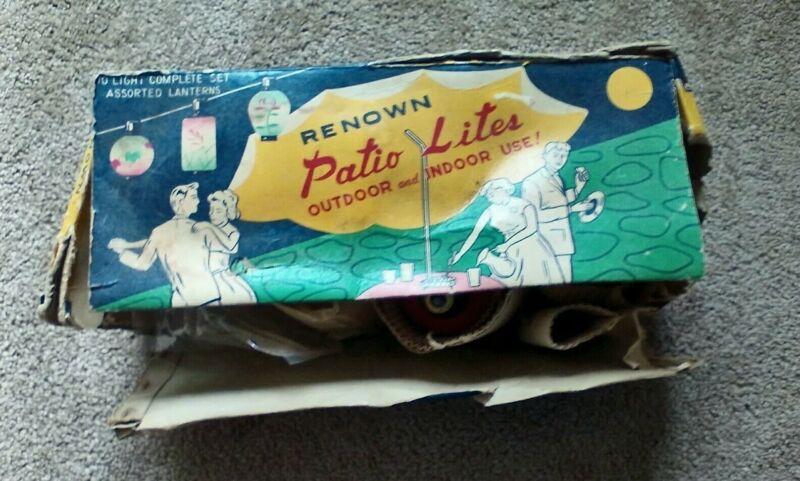 10 LIGHT COMPLETE SET
ASSORTED LANTERNS
RENOWN
Patio Lites
OUTDOOR and INDOOR USE!